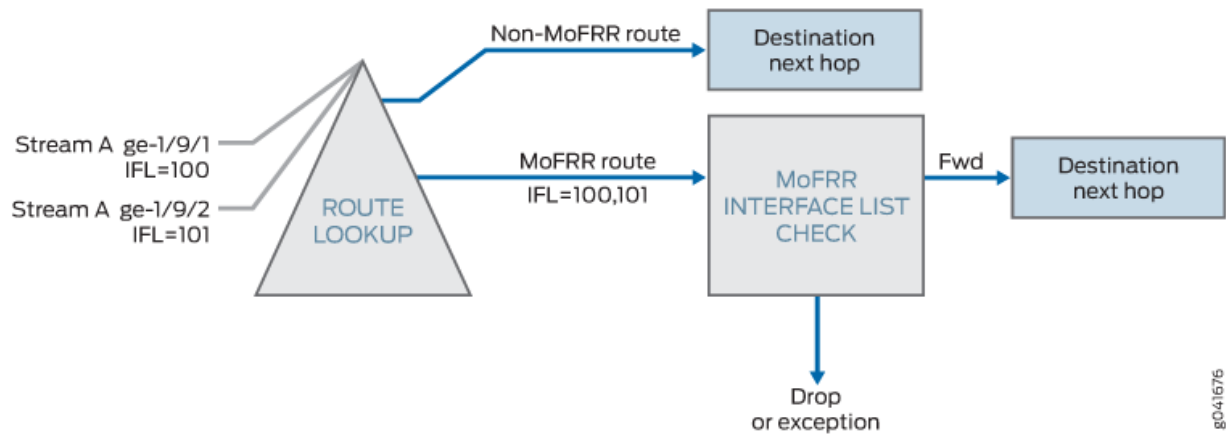 Non-MoFRR route
Destination
next hop
Stream A ge-1/9/1
IFL=100
Stream A ge-1/9/2
IFL=101
ROUTE
LOOKUP
MoFRR route
IFL=100,101
MoFRR
INTERFACE LIST
CHECK
Fwd
Destination
next hop
Drop
or exception
g041676